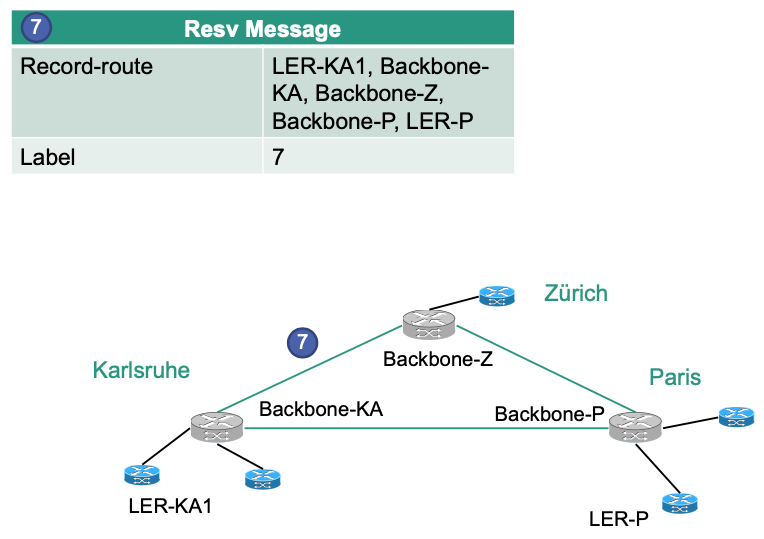 7
Resv Message
Record-route
LER-KA1, Backbone-
KA, Backbone-Z,
Backbone-P, LER-P
Label
7
Zürich
7
Backbone-Z
Karlsruhe
Paris
Backbone-KA
Backbone-P
LER-KA1
LER-P